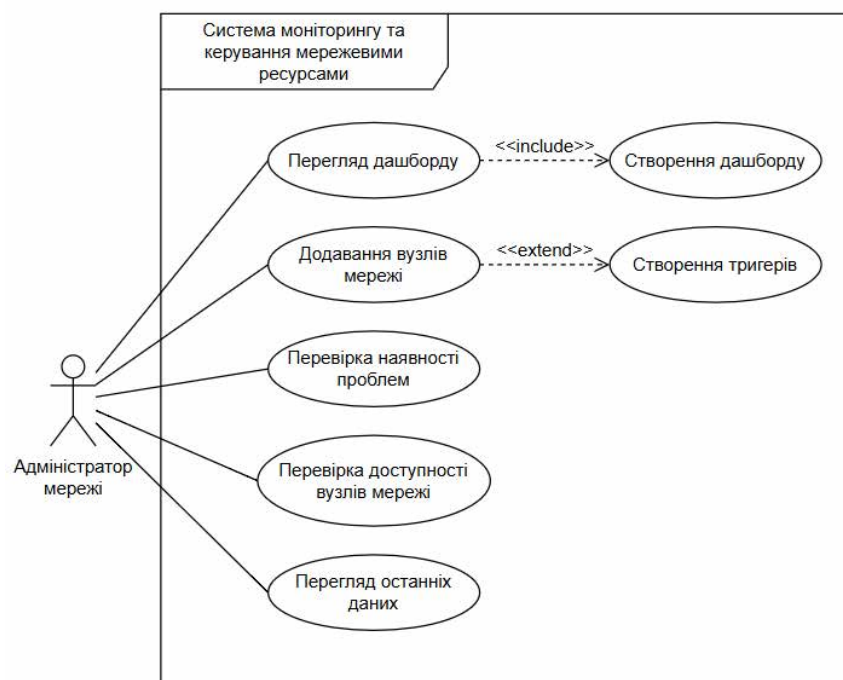 Система моніторингу та
керування мережевими
ресурсами
Перегляд дашборду
<<include>>
Створення дашборду
Додавання вузлів
мережі
<<extend>>
Створення тригерів
Перевірка наявності
проблем
Адміністратор
мережі
Перевірка доступності
вузлів мережі
Перегляд останніх
даних